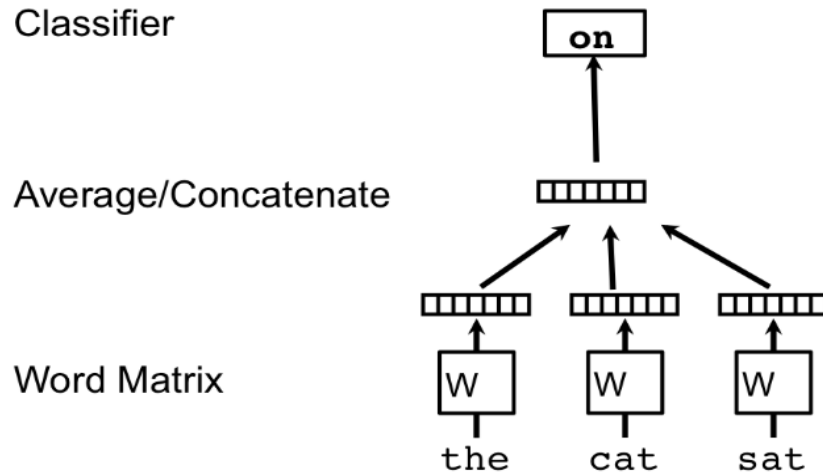 Classifier
on
Average/Concatenate
Word Matrix
W W W
the cat sat